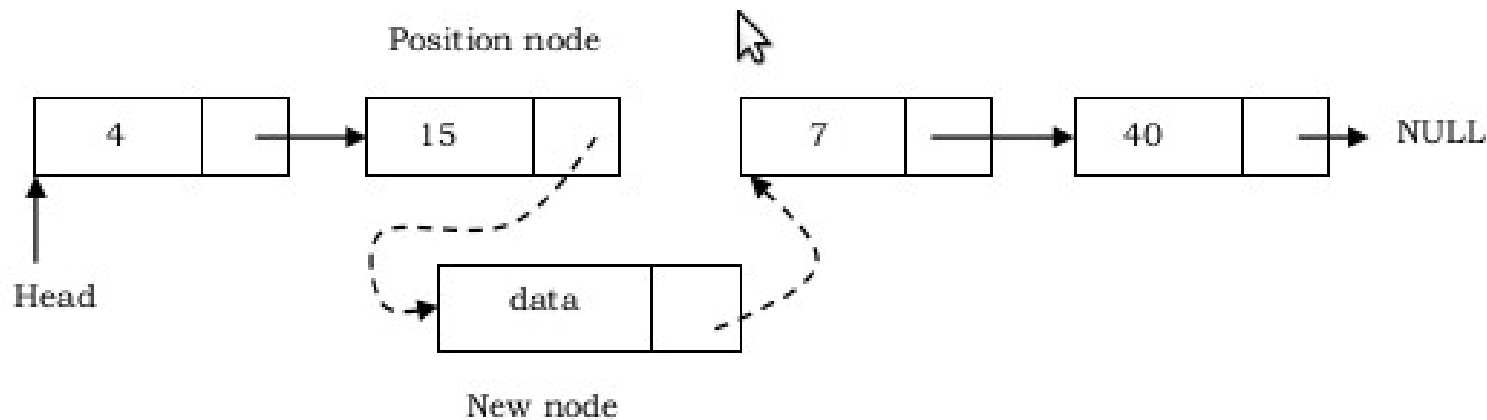 Position node
4 15 7 40 NULL
Head
data
New node